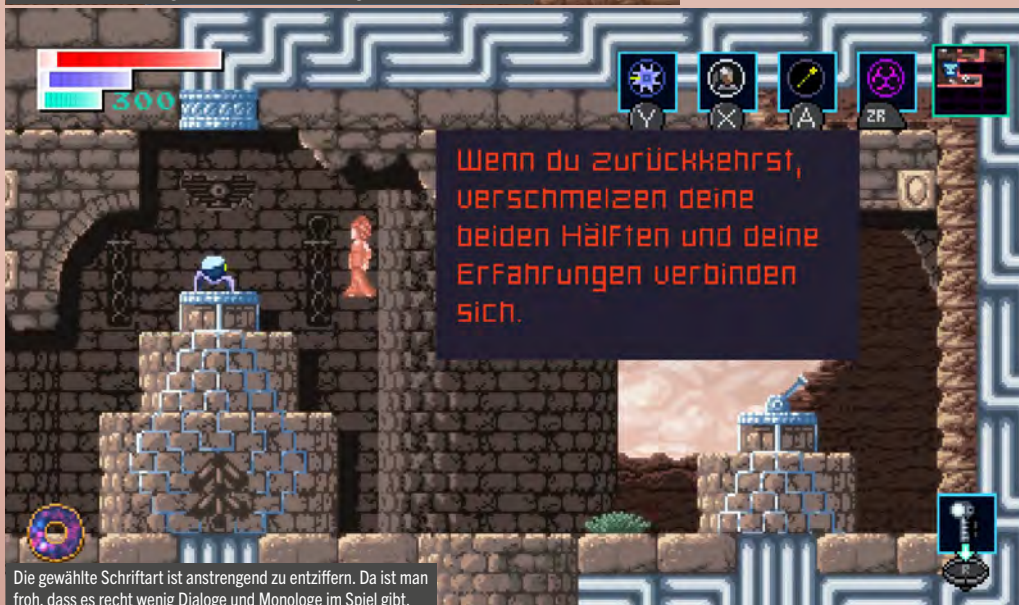 300
Y
X
A
ZR
Wenn du zurückkehrst,
verschmelzen deine
beiden Hälften und deine
Erfahrungen verbinden
sich.
R
Die gewählte Schriftart ist anstrengend zu entziffern. Da ist man
froh, dass es recht wenig Dialoge und Monologe im Spiel gibt.